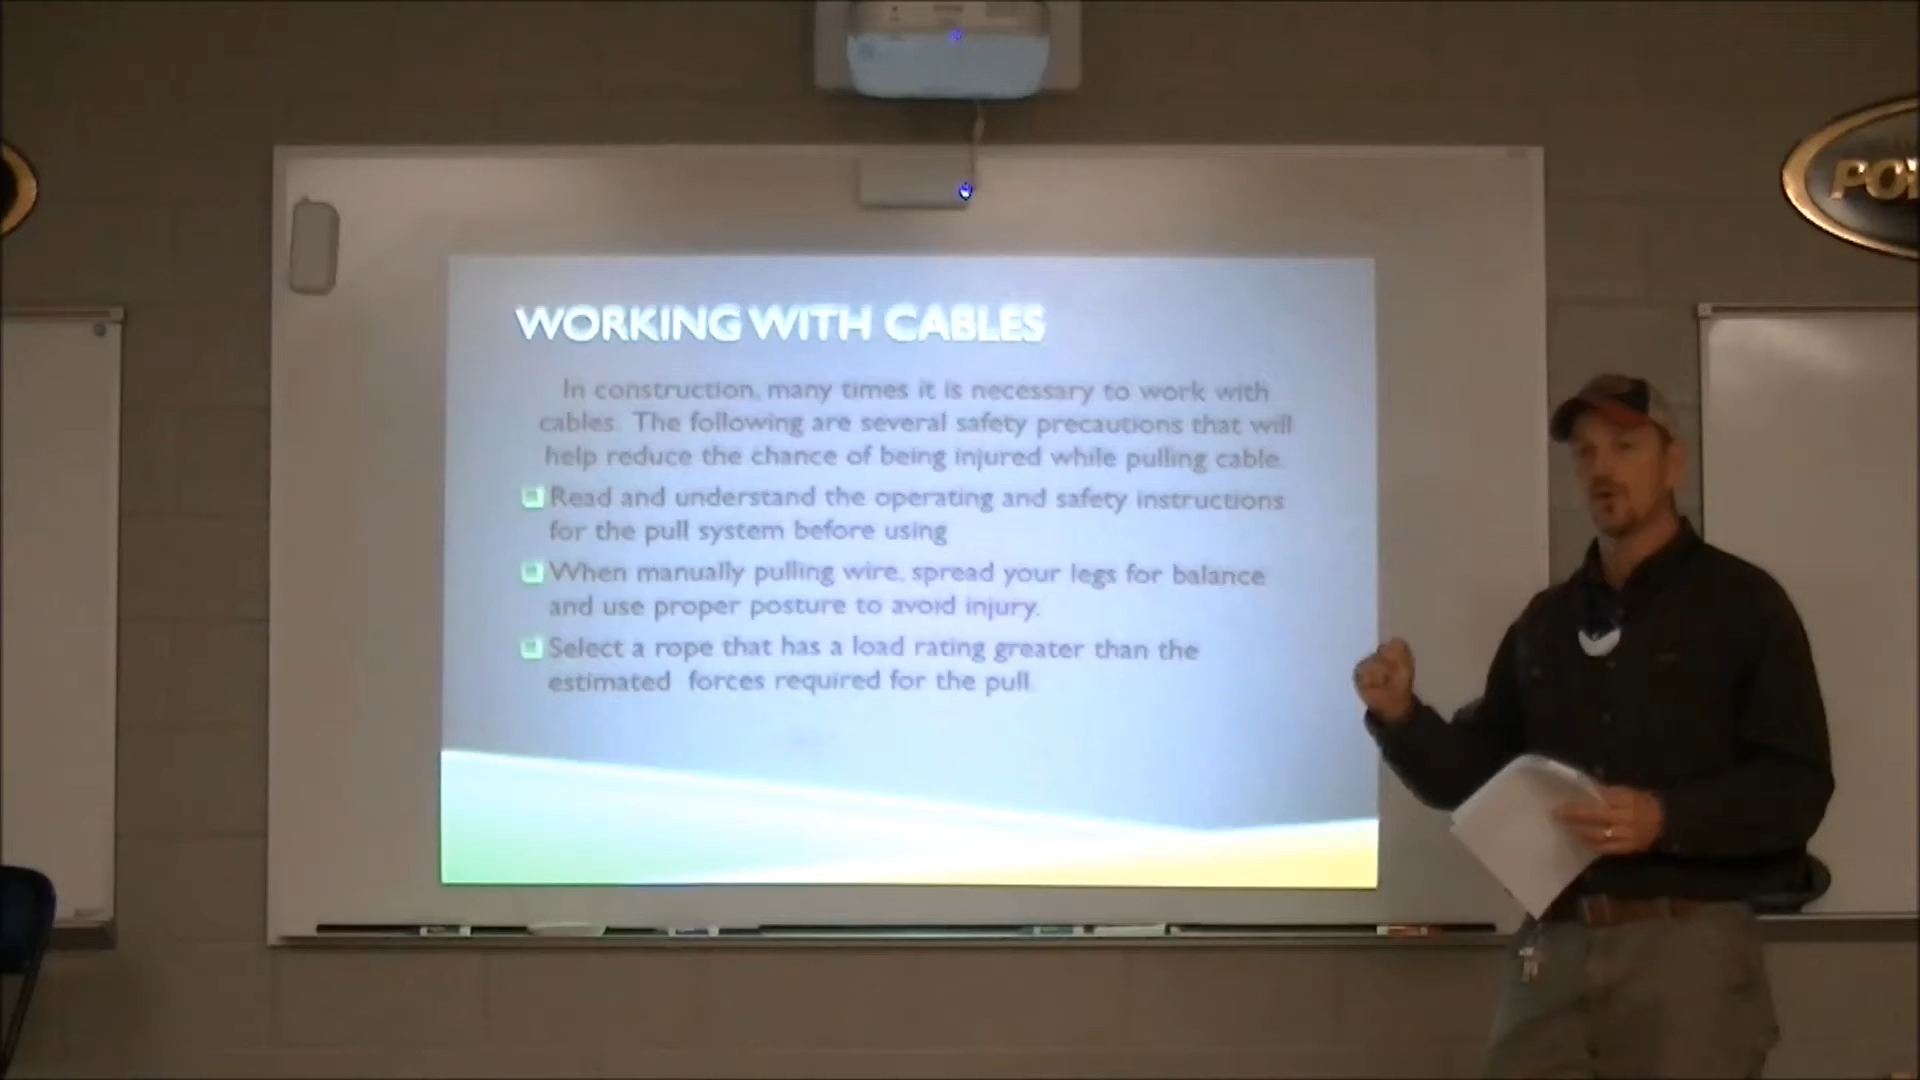 PO
WORKING WITH CABLES
In construction, many times it is necessary to work with
cables. The following are several safety precautions that will
help reduce the chance of being injured while pulling cable.
Read and understand the operating and safety instructions
for the pull system before using
When manually pulling wire, spread your legs for balance
and use proper posture to avoid injury.
Select a rope that has a load rating greater than the
estimated forces required for the pull.